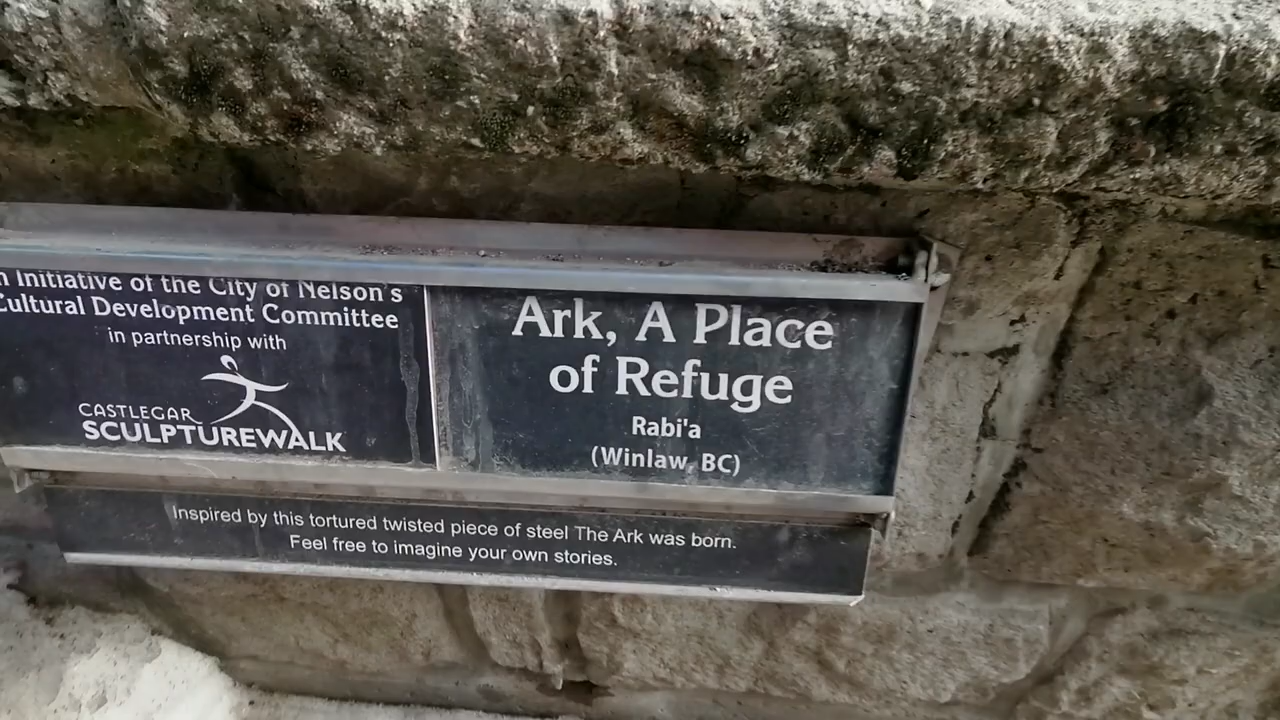 n Initiative of the City of Nelson's
Cultural Development Committee
in partnership with
CASTLEGAR
SCULPTUREWALK
Ark, A Place
of Refuge
Rabi'a
(Winlaw, BC)
Inspired by this tortured twisted piece of steel The Ark was born.
Feel free to imagine your own stories.